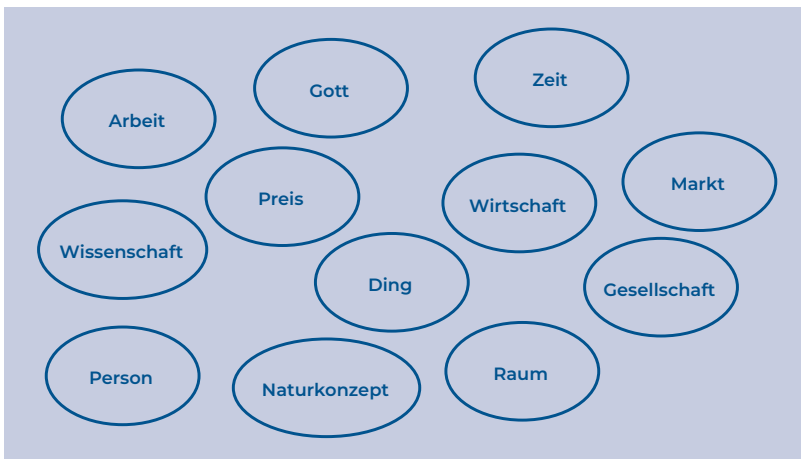 Zeit
Gott
Arbeit
Markt
Preis
Wirtschaft
Wissenschaft
Ding
Gesellschaft
Raum
Person
Naturkonzept